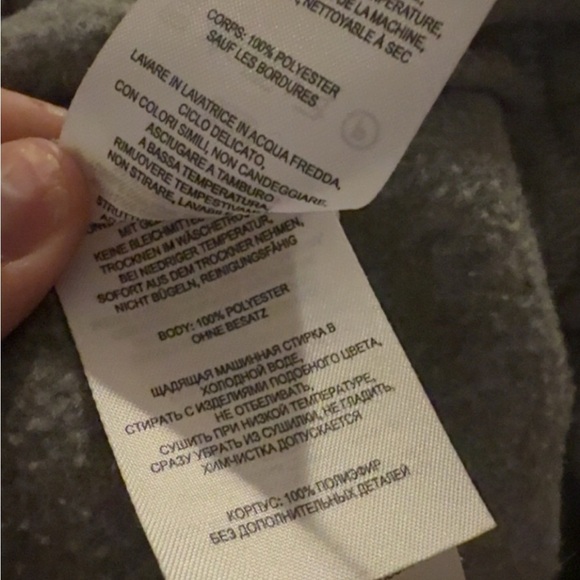 DE LA MACHINE,
NETTOYABLE À SEC
CORPS: 100% POLYESTER
SAUF LES BORDURES
LAVARE IN LAVATRICE IN ACQUA FREDDA,
CICLO DELICATO.
CON COLORI SIMILI, NON CANDEGGIARE.
ASCIUGARE A TAMBURO
A BASSA TEMPERATURA,
RIMUOVERE TEMPESTIVAMENTE
NON STIRARE,
MIT
KEINE BLEICHMITTEL
TROCKNEN IM
BEI NIEDRIGER TEMPERATUR,
SOFORT AUS DEM TROCKNER NEHMEN,
NICHT BÜGELN, REINIGUNGSFÄHIG
BODY: 100% POLYESTER
OHNE BESATZ
ЩАДЯЩАЯ МАШИННАЯ СТИРКА В
ХОЛОДНОЙ ВОДЕ,
СТИРАТЬ С ИЗДЕЛИЯМИ ПОДОБНОГО ЦВЕТА,
НЕ ОТБЕЛИВАТЬ,
СУШИТЬ ПРИ НИЗКОЙ ТЕМПЕРАТУРЕ,
СРАЗУ УБРАТЬ ИЗ СУШИЛКИ, НЕ ГЛАДИТЬ,
ХИМЧИСТКА ДОПУСКАЕТСЯ
КОРПУС: 100% ПОЛИЭФИР
БЕЗ ДОПОЛНИТЕЛЬНЫХ ДЕТАЛЕЙ